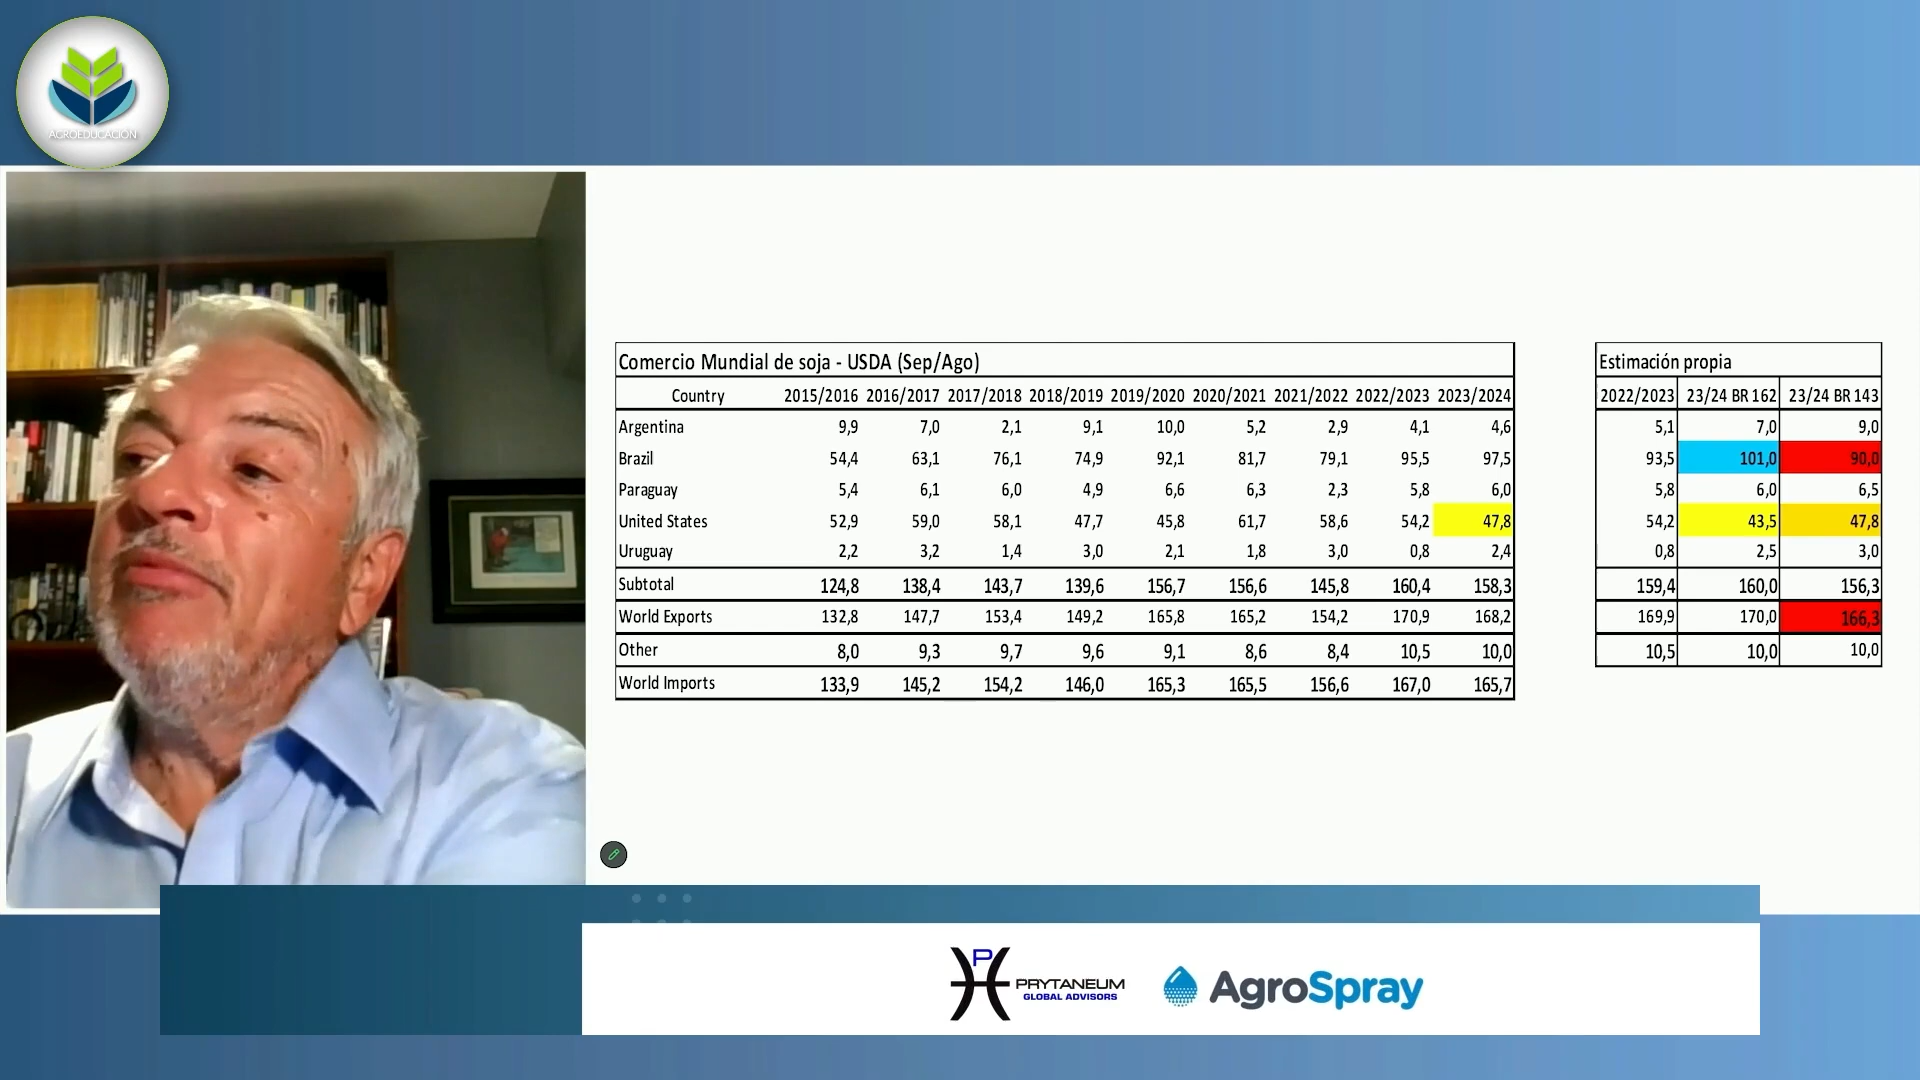 AGROEDUCACIÓN
Comercio Mundial de soja - USDA (Sep/Ago)
Country 2015/2016 2016/2017 2017/2018 2018/2019 2019/2020 2020/2021 2021/2022 2022/2023 2023/2024
Argentina 9,9 7,0 2,1 9,1 10,0 5,2 2,9 4,1 4,6
Brazil 54,4 63,1 76,1 74,9 92,1 81,7 79,1 95,5 97,5
Paraguay 5,4 6,1 6,0 4,9 6,6 6,3 2,3 5,8 6,0
United States 52,9 59,0 58,1 47,7 45,8 61,7 58,6 54,2 47,8
Uruguay 2,2 3,2 1,4 3,0 2,1 1,8 3,0 0,8 2,4
Subtotal 124,8 138,4 143,7 139,6 156,7 156,6 145,8 160,4 158,3
World Exports 132,8 147,7 153,4 149,2 165,8 165,2 154,2 170,9 168,2
Other 8,0 9,3 9,7 9,6 9,1 8,6 8,4 10,5 10,0
World Imports 133,9 145,2 154,2 146,0 165,3 165,5 156,6 167,0 165,7
Estimación propia
2022/2023 23/24 BR 162 23/24 BR 143
5,1 7,0 9,0
93,5 101,0 90,0
5,8 6,0 6,5
54,2 43,5 47,8
0,8 2,5 3,0
159,4 160,0 156,3
169,9 170,0 166,3
10,5 10,0 10,0
P
PRYTANEUM
GLOBAL ADVISORS
AgroSpray